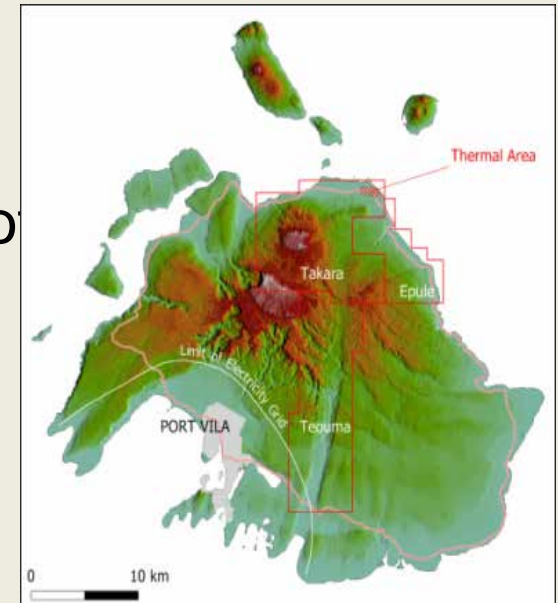 Thermal Area
Takara
Epule
Limit of Electricity Grid
PORT VILA
Teouma
0 10 km